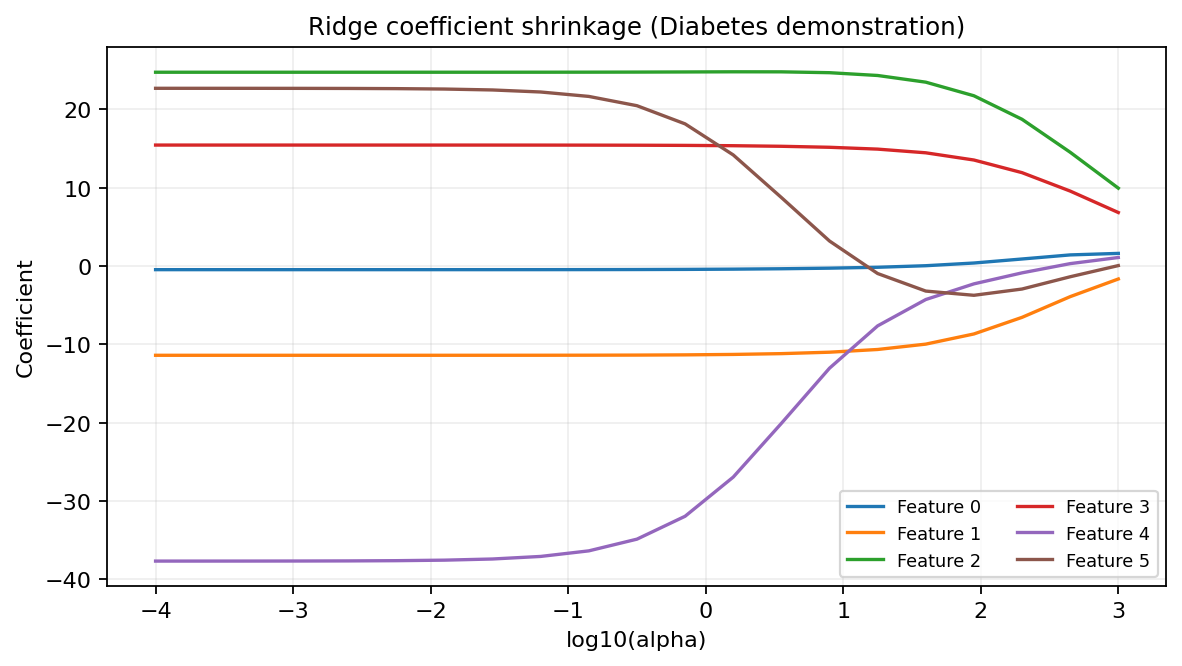 Ridge coefficient shrinkage (Diabetes demonstration)
Coefficient
20
10
0
−10
−20
−30
−40
−4
−3
−2
−1
0
1
2
3
log10(alpha)
Feature 0
Feature 1
Feature 2
Feature 3
Feature 4
Feature 5